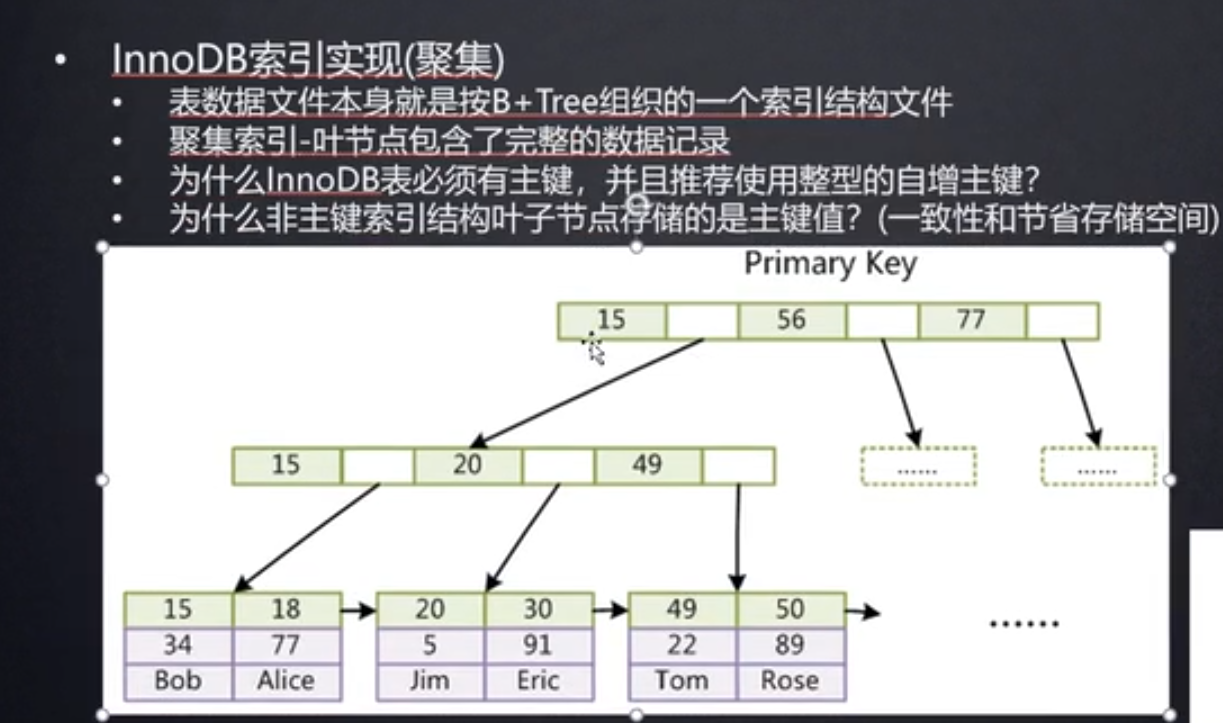 InnoDB索引实现(聚集)
表数据文件本身就是按B+Tree组织的一个索引结构文件
聚集索引-叶节点包含了完整的数据记录
为什么InnoDB表必须有主键，并且推荐使用整型的自增主键？
为什么非主键索引结构叶子节点存储的是主键值？(一致性和节省存储空间)
Primary Key
15 56 77
15 20 49 ...... ......
15 18 20 30 49 50
34 77 5 91 22 89 ......
Bob Alice Jim Eric Tom Rose